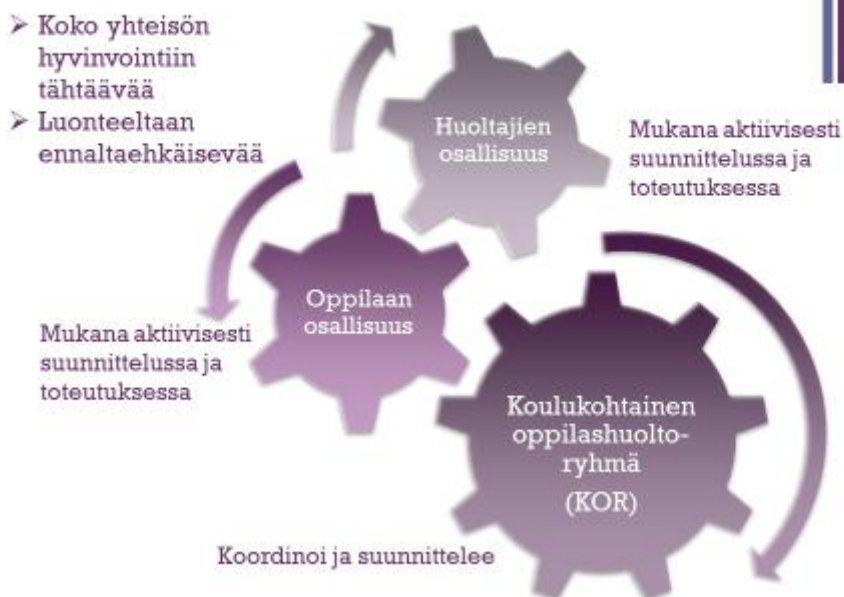 ➢ Koko yhteisön
hyvinvointiin
tähtäävää
➢ Luonteeltaan
ennaltaehkäisevää
Huoltajien
osallisuus
Mukana aktiivisesti
suunnittelussa ja
toteutuksessa
Oppilaan
osallisuus
Mukana aktiivisesti
suunnittelussa ja
toteutuksessa
Koulukohtainen
oppilashuolto-
ryhmä
(KOR)
Koordinoi ja suunnittelee